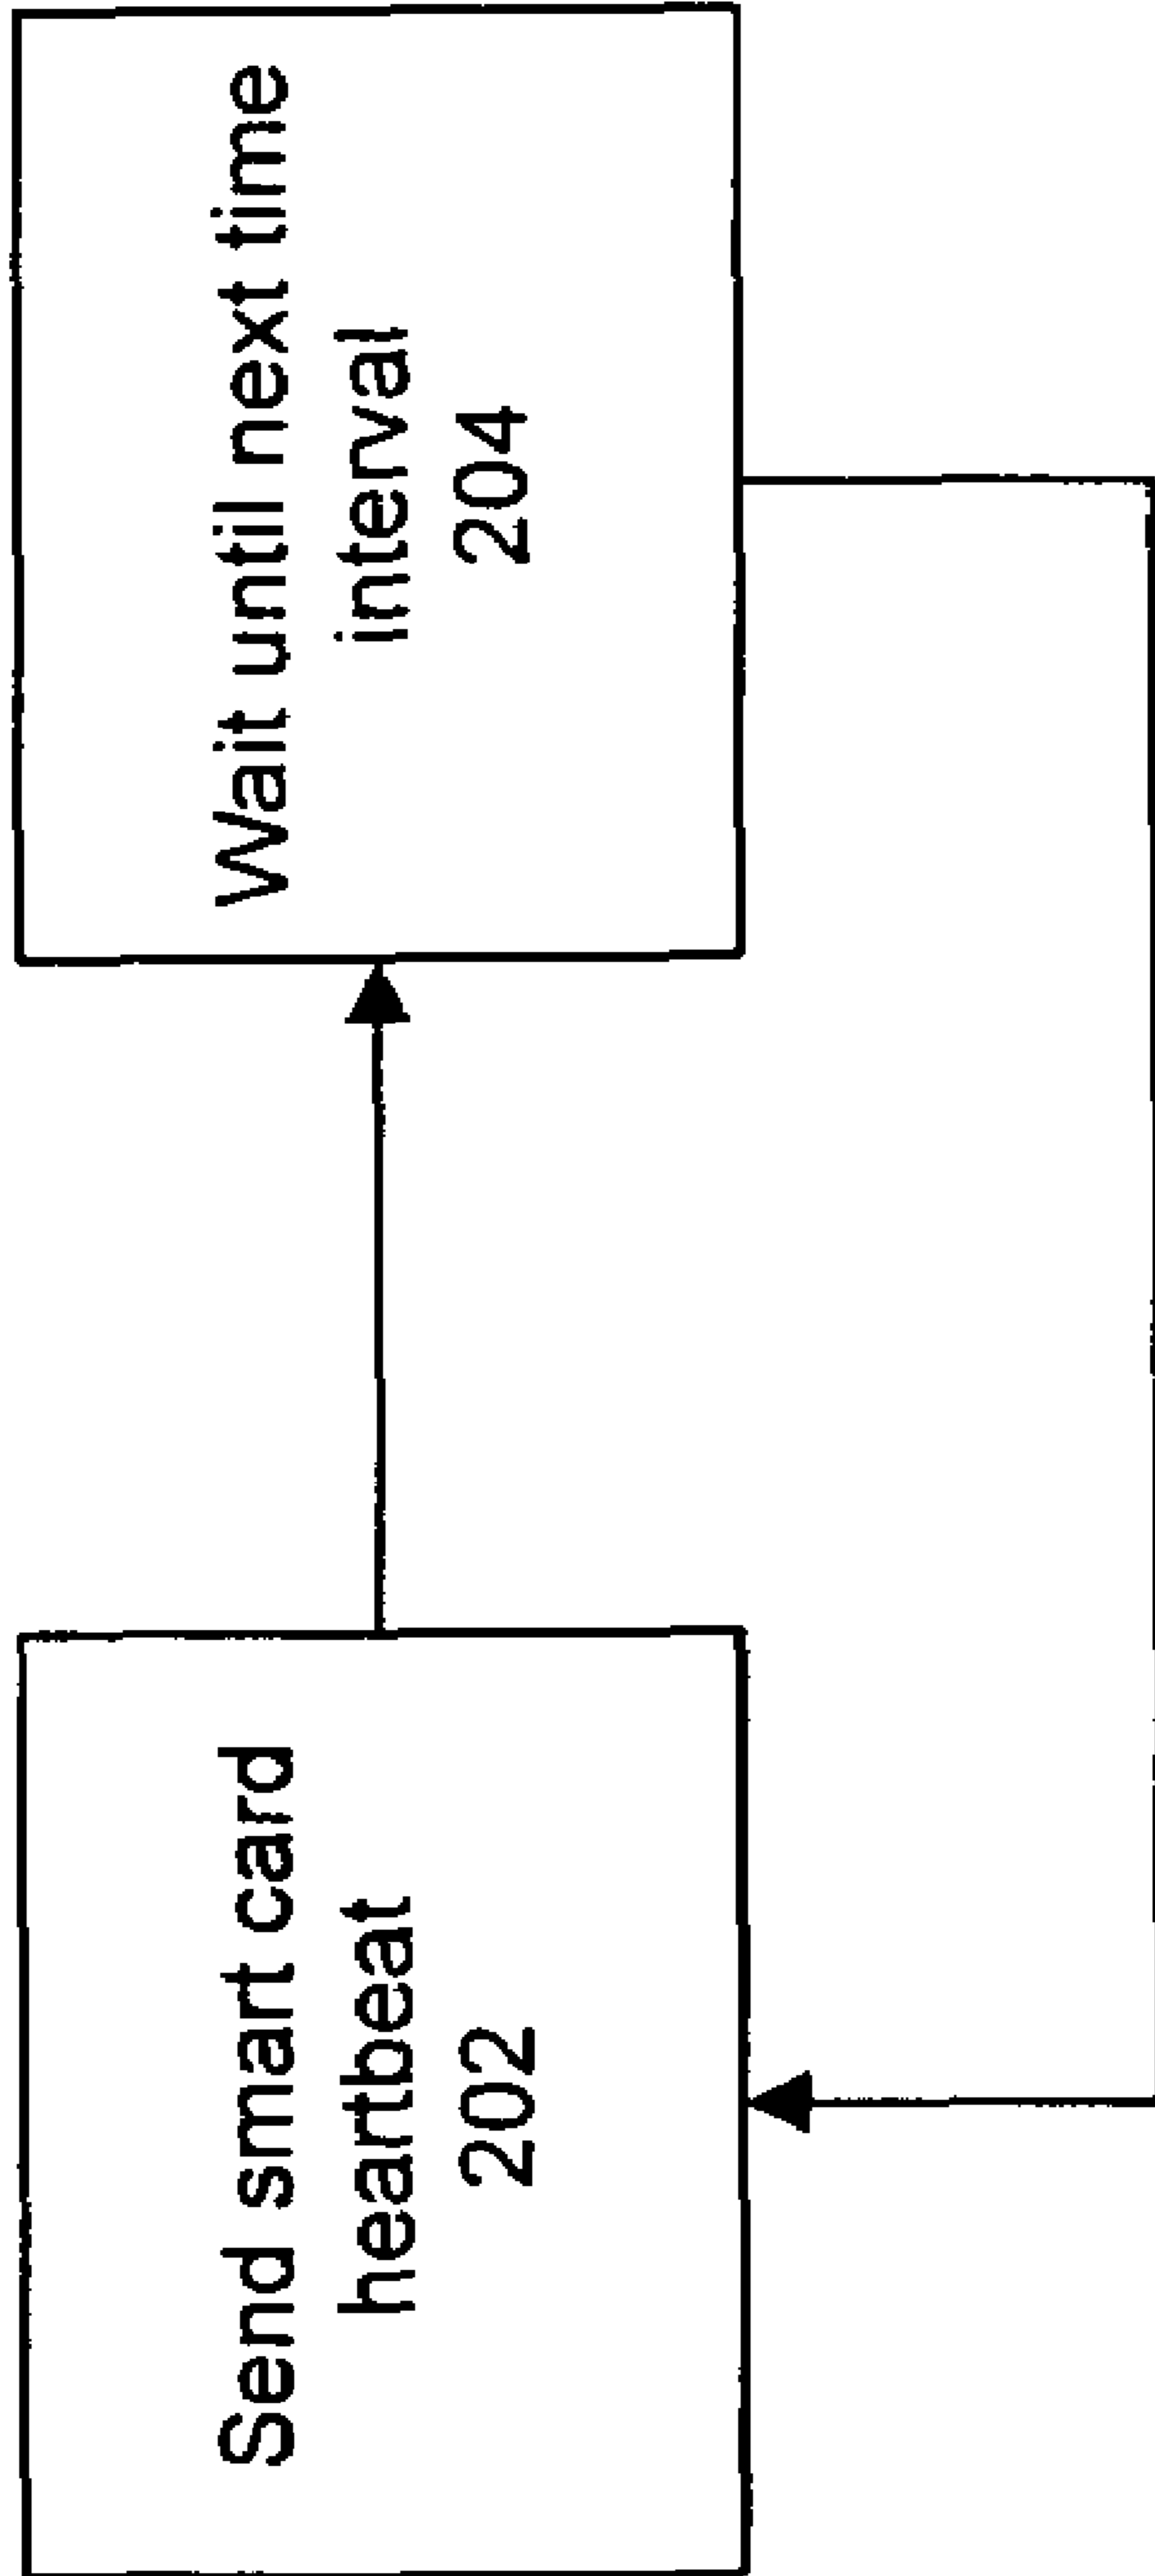 Send smart card
heartbeat
202
Wait until next time
interval
204